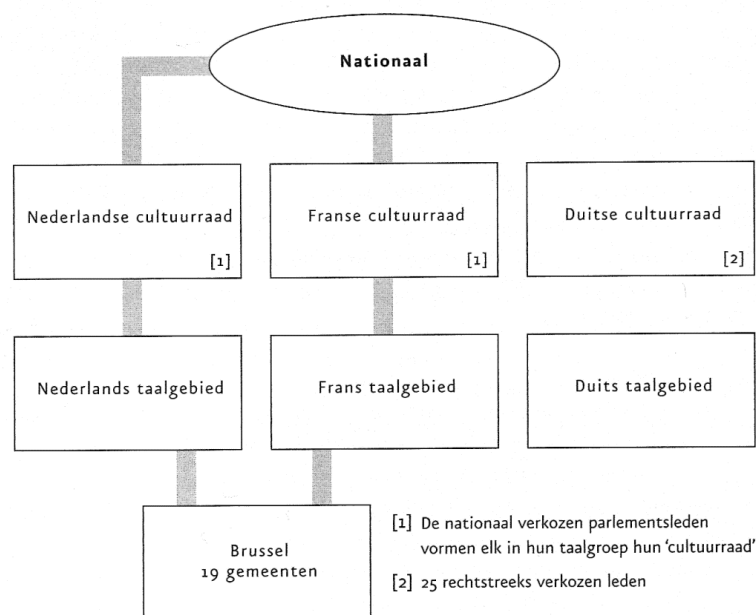 Nationaal
Nederlandse cultuurraad
[1]
Franse cultuurraad
[1]
Duitse cultuurraad
[2]
Nederlands taalgebied
Frans taalgebied
Duits taalgebied
Brussel
19 gemeenten
[1] De nationaal verkozen parlementsleden
vormen elk in hun taalgroep hun ‘cultuurraad’
[2] 25 rechtstreeks verkozen leden